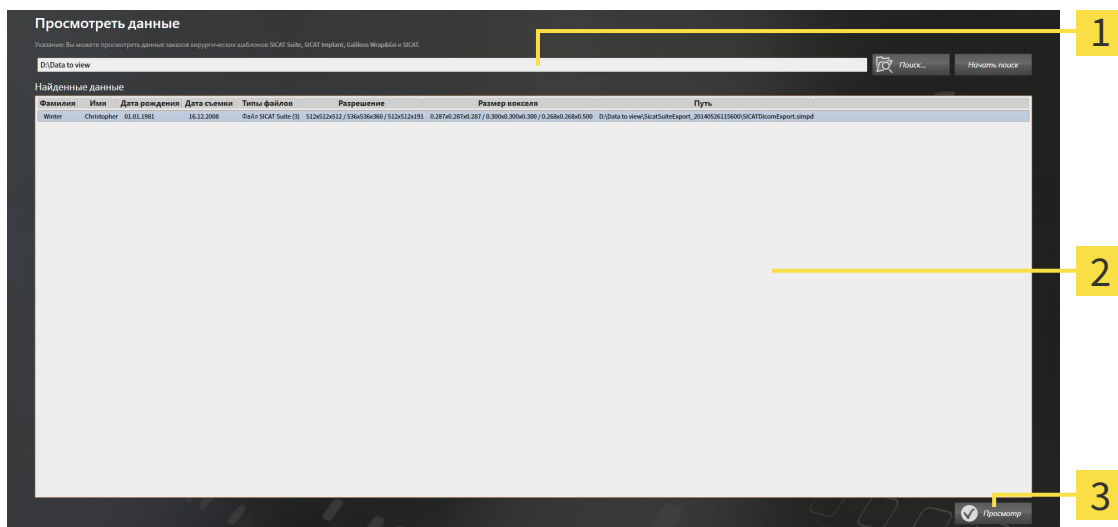 Просмотреть данные
Указание: Вы можете просмотреть данные заказов хирургических шаблонов SICAT Suite, SICAT Implant, Galileos Wrap&Go и SICAT.
D:\Data to view
Поиск...
Начать поиск
Найденные данные
Фамилия Имя Дата рождения Дата съемки Типы файлов Разрешение Размер вокселя Путь
Winter Christopher 01.01.1981 16.12.2008 Файл SICAT Suite (3) 512x512x512 / 536x536x360 / 512x512x191 0.287x0.287x0.287 / 0.300x0.300x0.300 / 0.268x0.268x0.500 D:\Data to view\SicatSuiteExport_20140526115600\SICATDicomExport.simpd
Просмотр
1
2
3